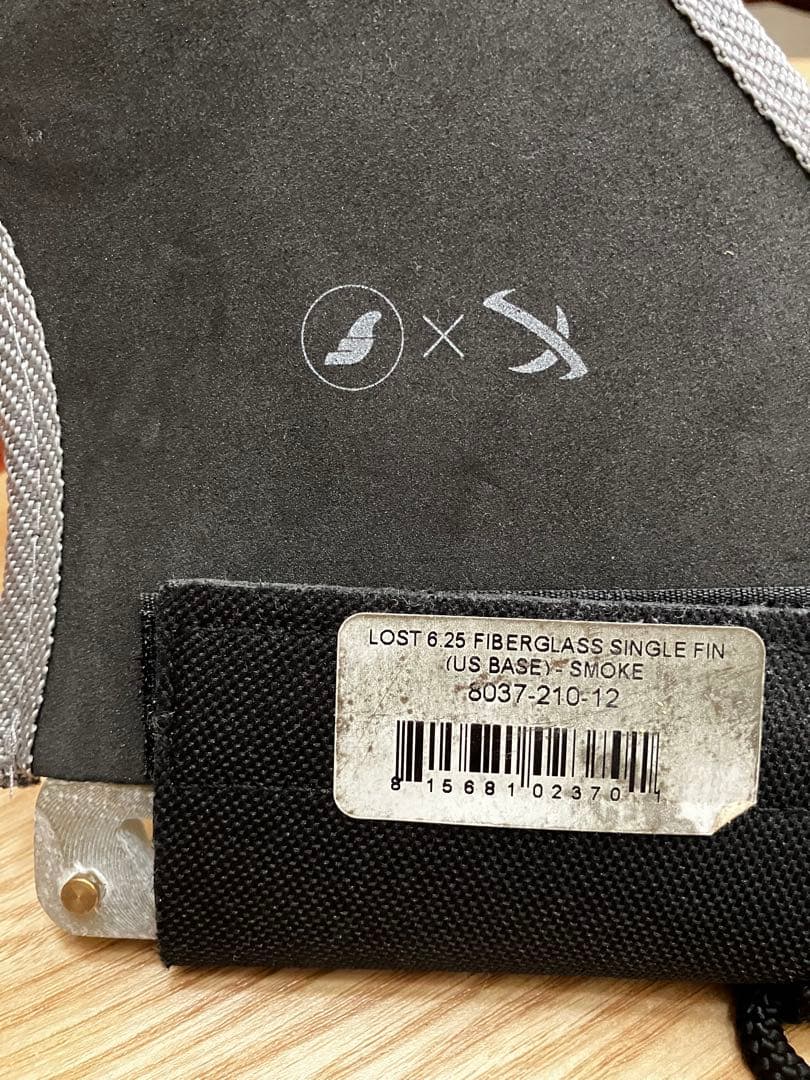 ×
LOST 6.25 FIBERGLASS SINGLE FIN
(US BASE) - SMOKE
8037-210-12
8 15681 02370 1